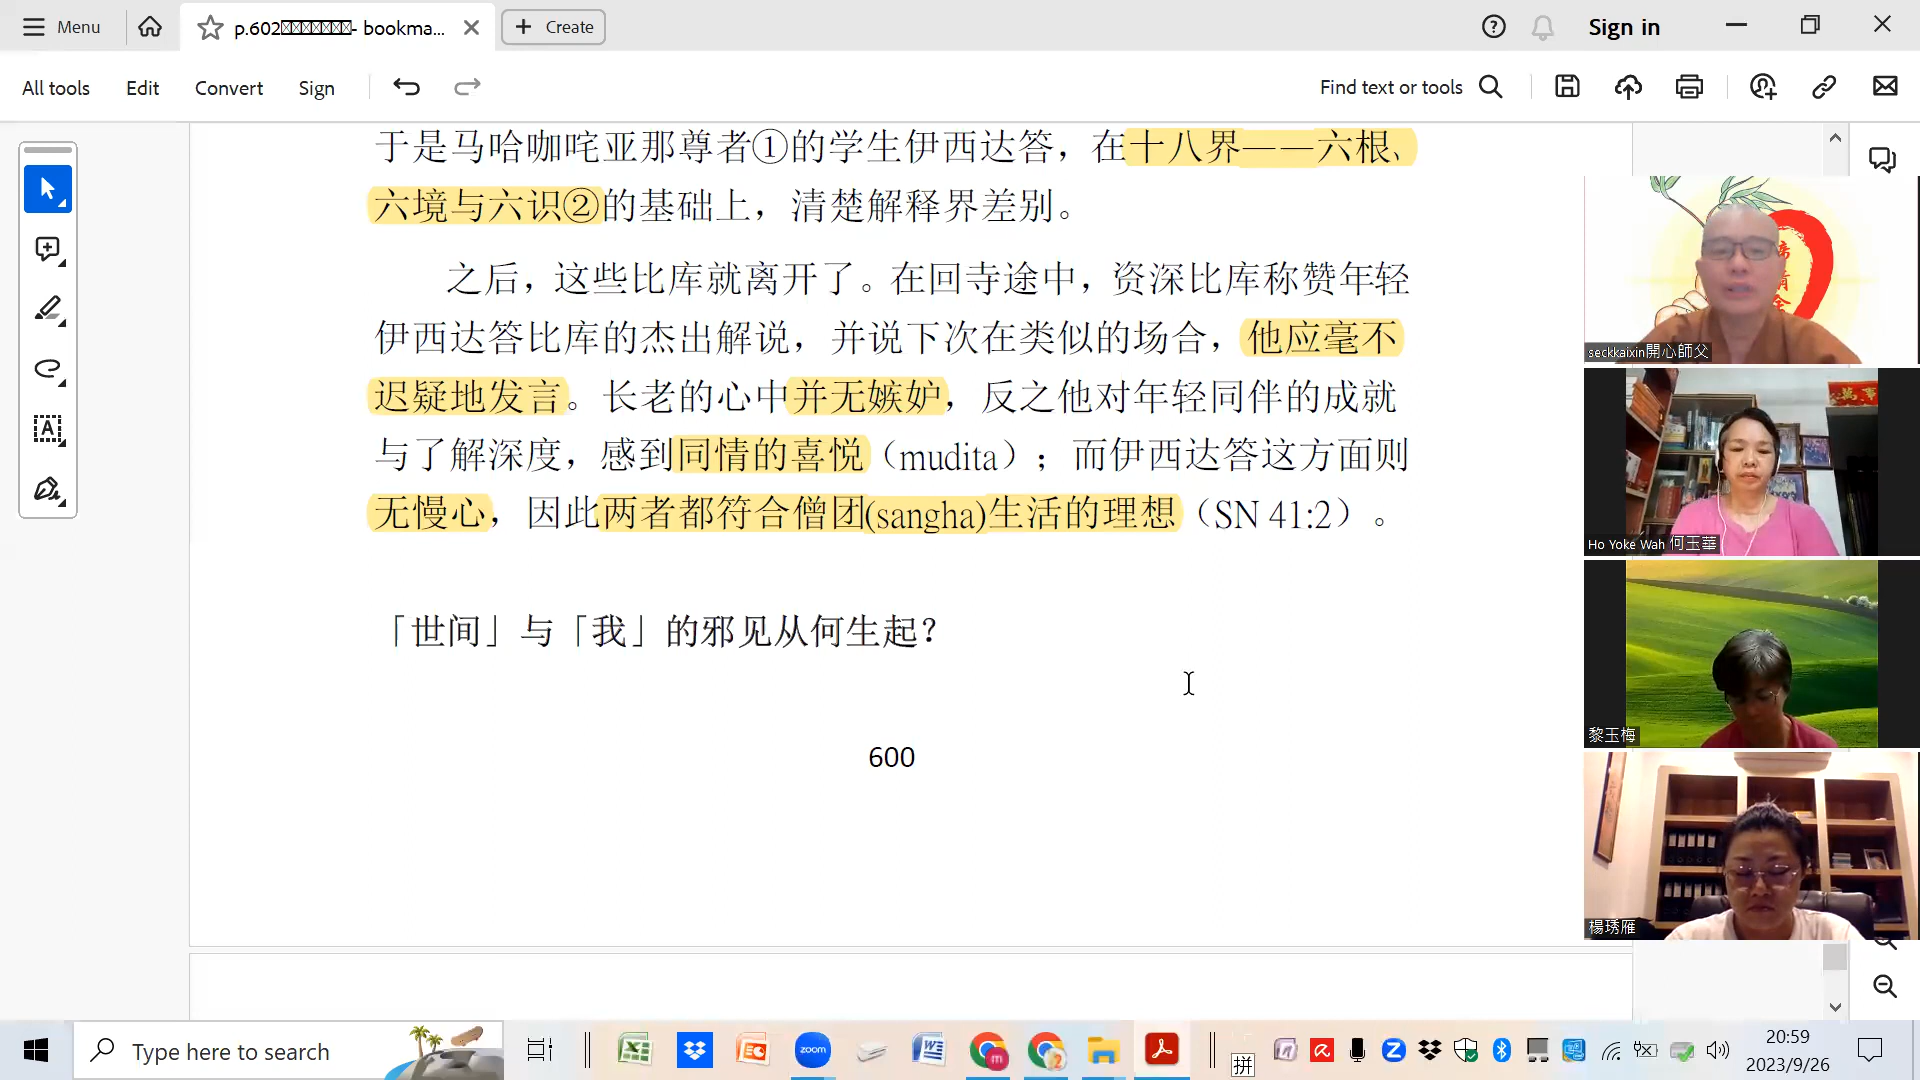 Menu
p.602 - bookma...
Create
Sign in
All tools
Edit
Convert
Sign
Find text or tools
于是马哈咖咤亚那尊者①的学生伊西达答，在十八界——六根、
六境与六识②的基础上，清楚解释界差别。
之后，这些比库就离开了。在回寺途中，资深比库称赞年轻
伊西达答比库的杰出解说，并说下次在类似的场合，他应毫不
迟疑地发言。长老的心中并无嫉妒，反之他对年轻同伴的成就
与了解深度，感到同情的喜悦（mudita）；而伊西达答这方面则
无慢心，因此两者都符合僧团(sangha)生活的理想（SN 41:2）。
「世间」与「我」的邪见从何生起？
600
seckkaixin開心師父
Ho Yoke Wah 何玉華
黎玉梅
楊琇雁
Type here to search
zoom
拼
20:59
2023/9/26